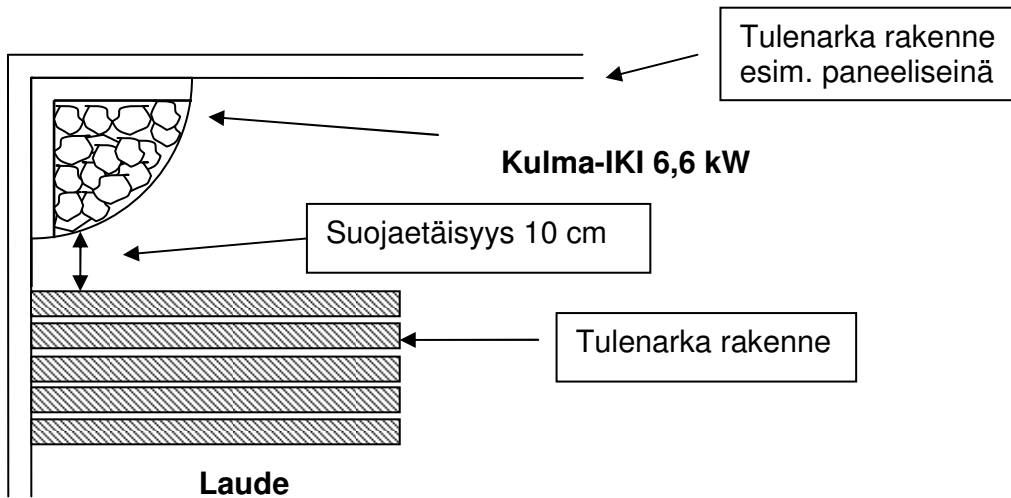 Tulenarka rakenne
esim. paneeliseinä
Kulma-IKI 6,6 kW
Suojaetäisyys 10 cm
Tulenarka rakenne
Laude